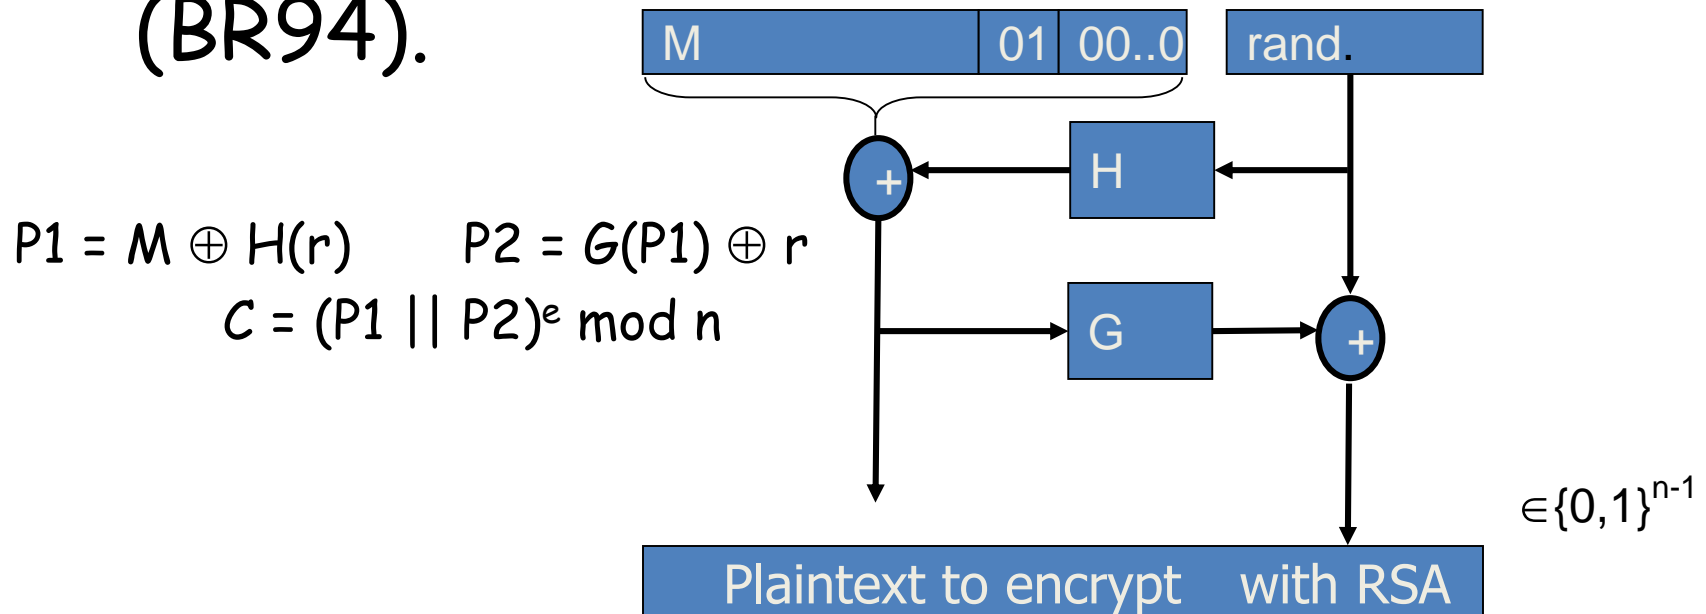 (BR94).
M 01 00..0 rand.
H
+
P1 = M ⊕ H(r) P2 = G(P1) ⊕ r
C = (P1 || P2)^e mod n
G
+
∈{0,1}^n-1
Plaintext to encrypt with RSA